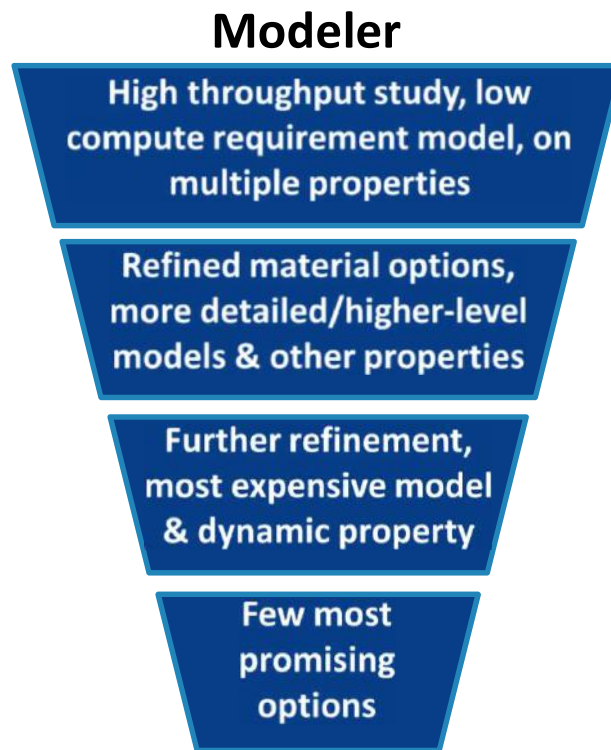 Modeler
High throughput study, low
compute requirement model, on
multiple properties
Refined material options,
more detailed/higher-level
models & other properties
Further refinement,
most expensive model
& dynamic property
Few most
promising
options